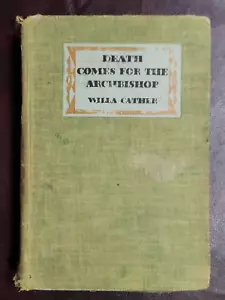 DEATH
COMES FOR THE
ARCHBISHOP
WILLA CATHER